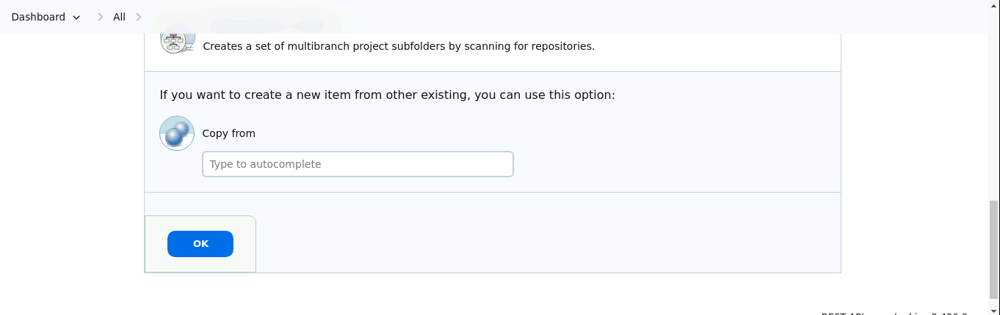 Dashboard
All
Creates a set of multibranch project subfolders by scanning for repositories.
If you want to create a new item from other existing, you can use this option:
Copy from
Type to autocomplete
OK